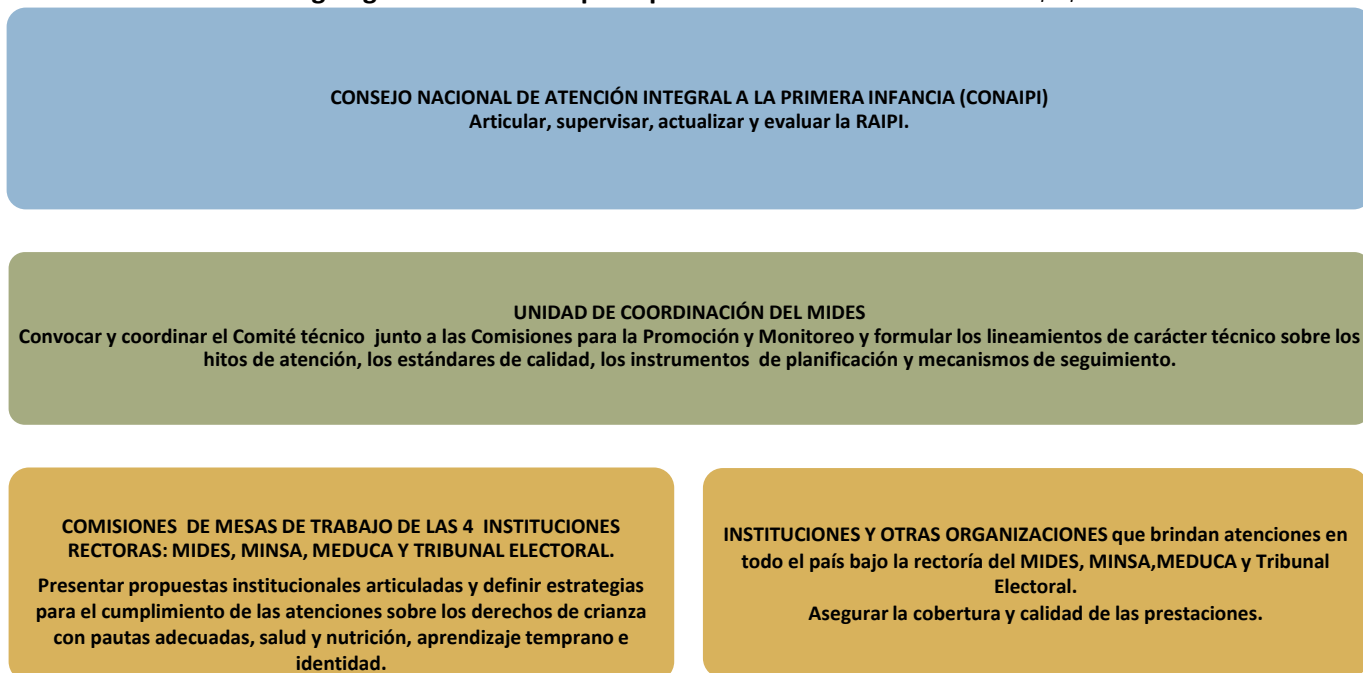 CONSEJO NACIONAL DE ATENCIÓN INTEGRAL A LA PRIMERA INFANCIA (CONAIPI)
Articular, supervisar, actualizar y evaluar la RAIPI.
UNIDAD DE COORDINACIÓN DEL MIDES
Convocar y coordinar el Comité técnico junto a las Comisiones para la Promoción y Monitoreo y formular los lineamientos de carácter técnico sobre los
hitos de atención, los estándares de calidad, los instrumentos de planificación y mecanismos de seguimiento.
COMISIONES DE MESAS DE TRABAJO DE LAS 4 INSTITUCIONES
RECTORAS: MIDES, MINSA, MEDUCA Y TRIBUNAL ELECTORAL.
Presentar propuestas institucionales articuladas y definir estrategias
para el cumplimiento de las atenciones sobre los derechos de crianza
con pautas adecuadas, salud y nutrición, aprendizaje temprano e
identidad.
INSTITUCIONES Y OTRAS ORGANIZACIONES que brindan atenciones en
todo el país bajo la rectoría del MIDES, MINSA,MEDUCA y Tribunal
Electoral.
Asegurar la cobertura y calidad de las prestaciones.